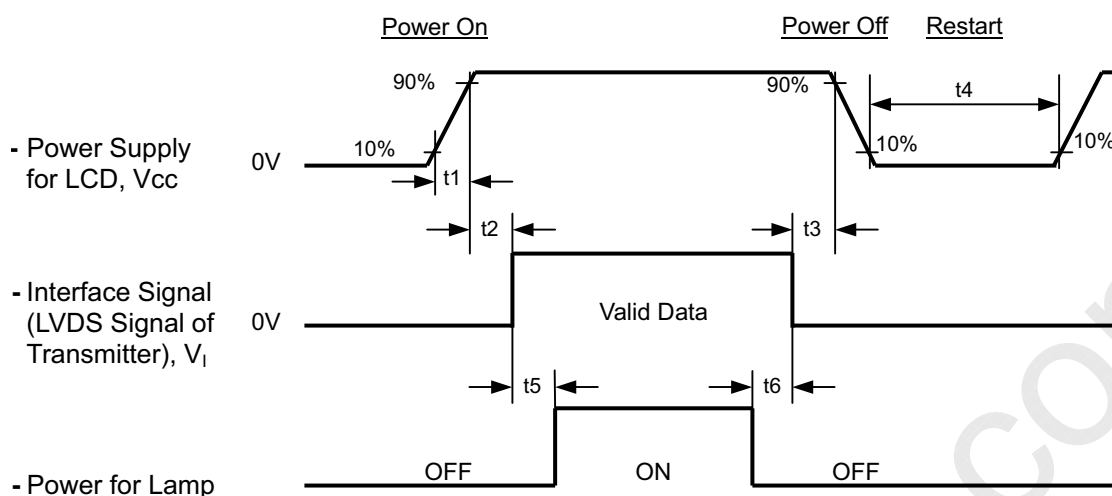 Power On
Power Off Restart
90%
90%
t4
- Power Supply
for LCD, Vcc
0V
10%
10%
10%
t1
t2
t3
- Interface Signal
(LVDS Signal of
Transmitter), VI
0V
Valid Data
t5
t6
- Power for Lamp
OFF
ON
OFF